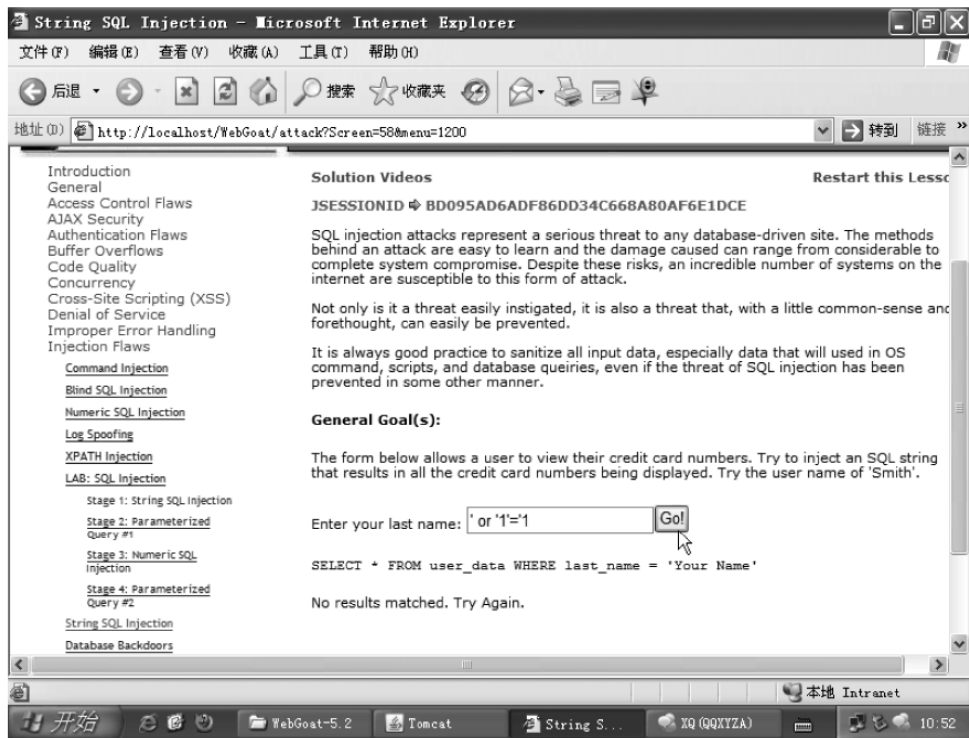 String SQL Injection - Microsoft Internet Explorer
文件(F) 编辑(E) 查看(V) 收藏(A) 工具(T) 帮助(H)
后退 搜索 收藏夹
地址(D) http://localhost/WebGoat/attack?Screen=58&menu=1200 转到 链接 »
Introduction
General
Access Control Flaws
AJAX Security
Authentication Flaws
Buffer Overflows
Code Quality
Concurrency
Cross-Site Scripting (XSS)
Denial of Service
Improper Error Handling
Injection Flaws
Command Injection
Blind SQL Injection
Numeric SQL Injection
Log Spoofing
XPATH Injection
LAB: SQL Injection
Stage 1: String SQL Injection
Stage 2: Parameterized
Query #1
Stage 3: Numeric SQL
Injection
Stage 4: Parameterized
Query #2
String SQL Injection
Database Backdoors
Solution Videos Restart this Lesso
JSESSIONID ➩ BD095AD6ADF86DD34C668A80AF6E1DCE
SQL injection attacks represent a serious threat to any database-driven site. The methods
behind an attack are easy to learn and the damage caused can range from considerable to
complete system compromise. Despite these risks, an incredible number of systems on the
internet are susceptible to this form of attack.
Not only is it a threat easily instigated, it is also a threat that, with a little common-sense and
forethought, can easily be prevented.
It is always good practice to sanitize all input data, especially data that will used in OS
command, scripts, and database queiries, even if the threat of SQL injection has been
prevented in some other manner.
General Goal(s):
The form below allows a user to view their credit card numbers. Try to inject an SQL string
that results in all the credit card numbers being displayed. Try the user name of 'Smith'.
Enter your last name: ' or '1'='1 Go!
SELECT * FROM user_data WHERE last_name = 'Your Name'
No results matched. Try Again.
本地 Intranet
开始 WebGoat-5.2 Tomcat String S... XQ(QQXYZA) 10:52